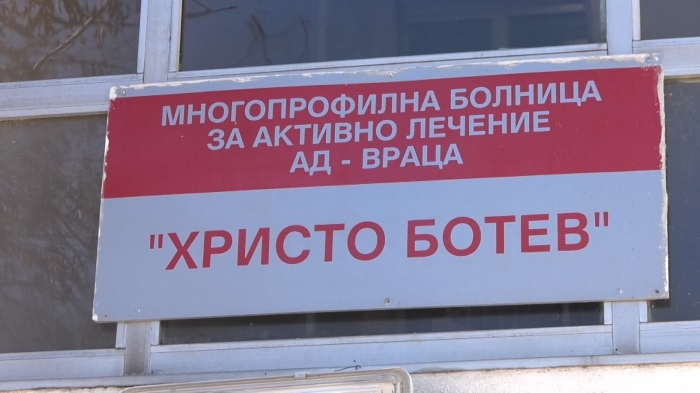 МНОГОПРОФИЛНА БОЛНИЦА
ЗА АКТИВНО ЛЕЧЕНИЕ
АД - ВРАЦА
"ХРИСТО БОТЕВ"